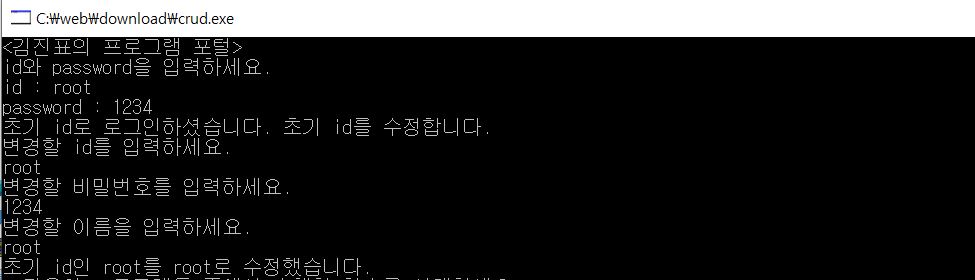 C:₩web₩download₩crud.exe
<김진표의 프로그램 포털>
id와 password을 입력하세요.
id : root
password : 1234
초기 id로 로그인하셨습니다. 초기 id를 수정합니다.
변경할 id를 입력하세요.
root
변경할 비밀번호를 입력하세요.
1234
변경할 이름을 입력하세요.
root
초기 id인 root를 root로 수정했습니다.